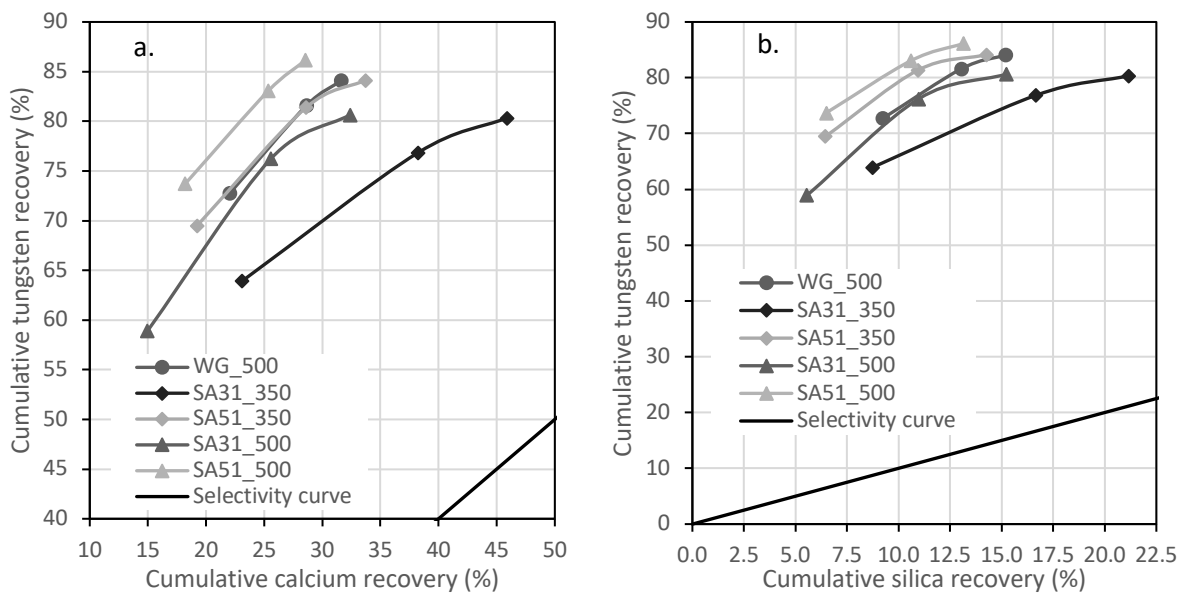 a.
Cumulative tungsten recovery (%)
90
85
80
75
70
65
60
55
50
45
40
WG_500
SA31_350
SA51_350
SA31_500
SA51_500
Selectivity curve
10 15 20 25 30 35 40 45 50
Cumulative calcium recovery (%)
b.
Cumulative tungsten recovery (%)
90
80
70
60
50
40
30
20
10
0
WG_500
SA31_350
SA51_350
SA31_500
SA51_500
Selectivity curve
0.0 2.5 5.0 7.5 10.0 12.5 15.0 17.5 20.0 22.5
Cumulative silica recovery (%)